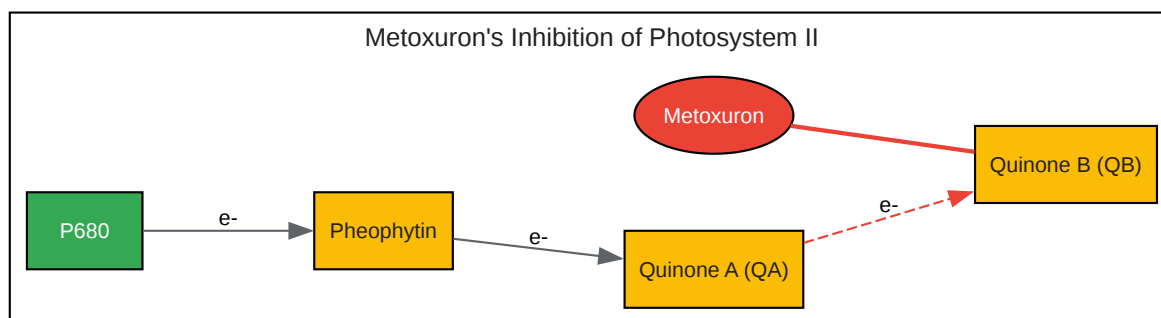 Metoxuron's Inhibition of Photosystem II
Metoxuron
Quinone B (QB)
e-
P680
e-
Pheophytin
e-
Quinone A (QA)